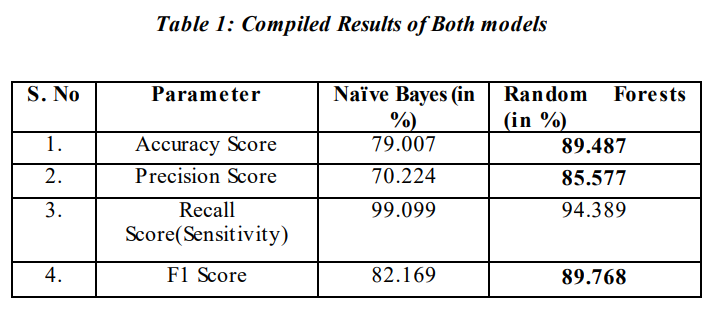 Table 1: Compiled Results of Both models
S. No Parameter Naïve Bayes (in %) Random Forests (in %)
1. Accuracy Score 79.007 89.487
2. Precision Score 70.224 85.577
3. Recall Score(Sensitivity) 99.099 94.389
4. F1 Score 82.169 89.768